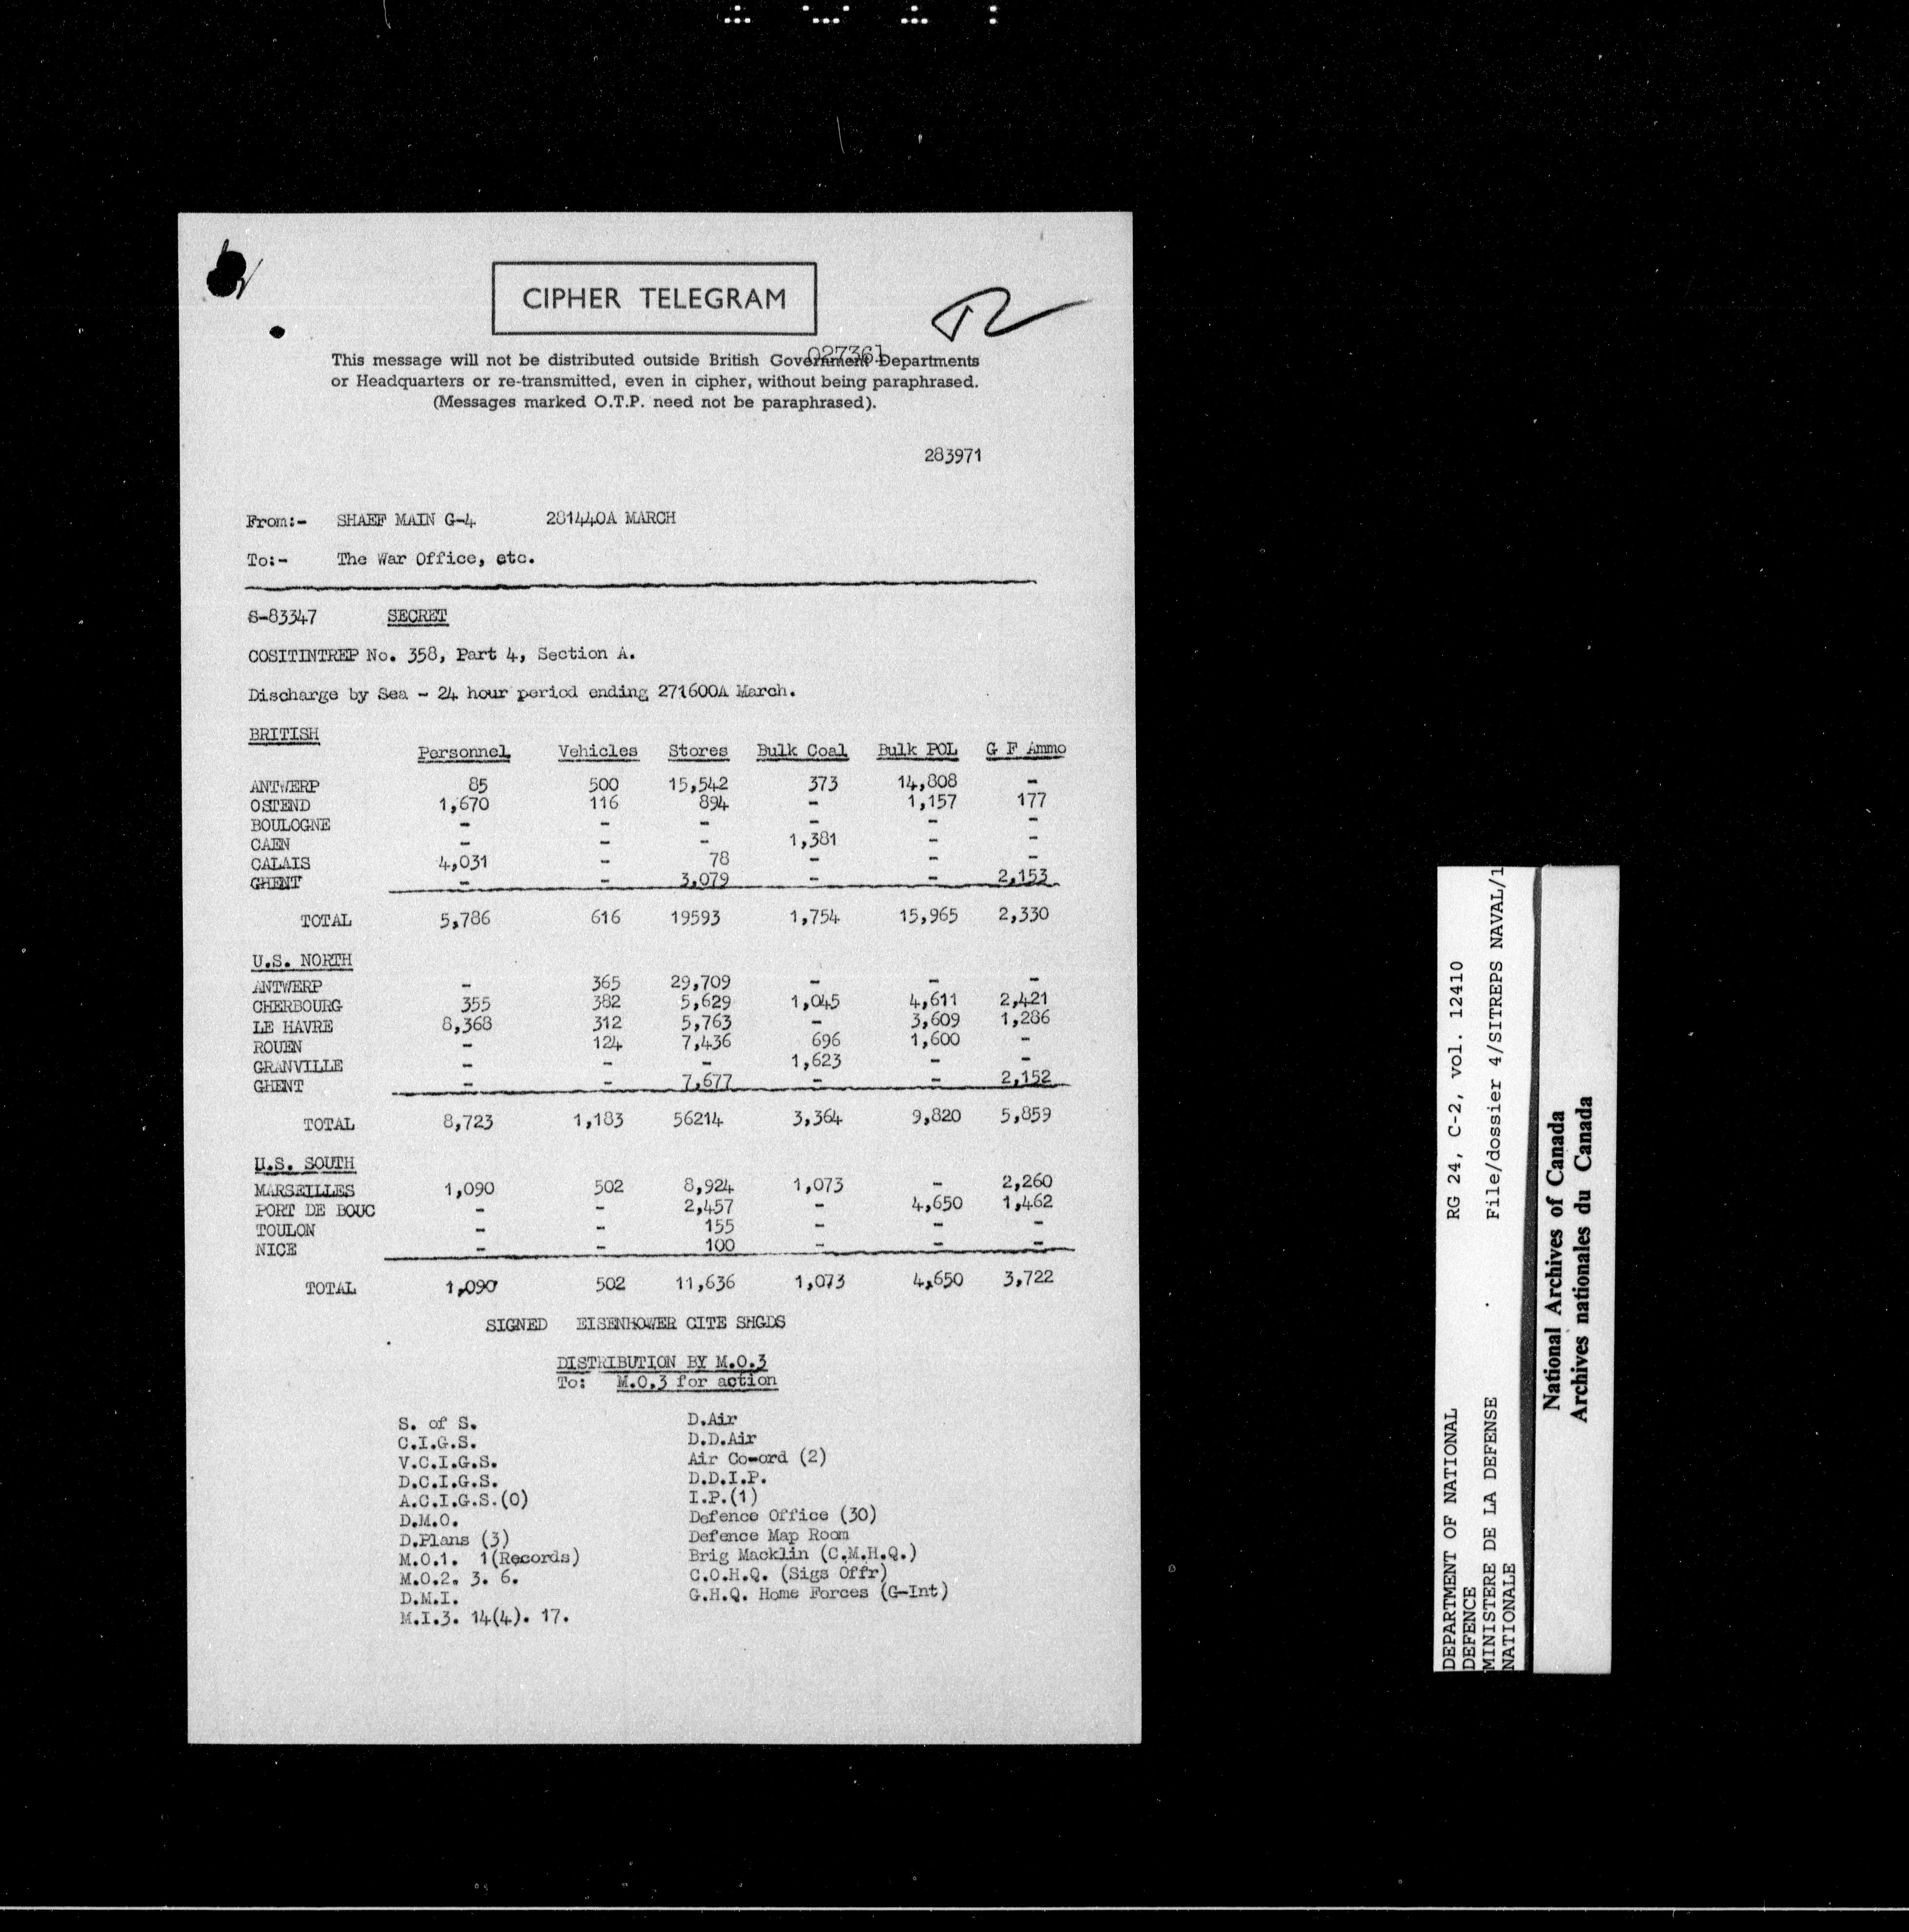 CIPHER TELEGRAM
027361
This message will not be distributed outside British Government Departments
or Headquarters or re-transmitted, even in cipher, without being paraphrased.
(Messages marked O.T.P. need not be paraphrased).
283971
From:- SHAEF MAIN G-4 281440A MARCH
To:- The War Office, etc.
S-83347 SECRET
COSITINTREP No. 358, Part 4, Section A.
Discharge by Sea - 24 hour period ending 271600A March.
BRITISH
Personnel Vehicles Stores Bulk Coal Bulk POL G F Ammo
ANTWERP 85 500 15,542 373 14,808 -
OSTEND 1,670 116 894 - 1,157 177
BOULOGNE - - - - - -
CAEN - - - 1,381 - -
CALAIS 4,031 - 78 - - -
GHENT - - 3,079 - - 2,153
TOTAL 5,786 616 19593 1,754 15,965 2,330
U.S. NORTH
ANTWERP - 365 29,709 - - -
CHERBOURG 355 382 5,629 1,045 4,611 2,421
LE HAVRE 8,368 312 5,763 - 3,609 1,286
ROUEN - 124 7,436 696 1,600 -
GRANVILLE - - - 1,623 - -
GHENT - - 7,677 - - 2,152
TOTAL 8,723 1,183 56214 3,364 9,820 5,859
U.S. SOUTH
MARSEILLES 1,090 502 8,924 1,073 - 2,260
PORT DE BOUC - - 2,457 - 4,650 1,462
TOULON - - 155 - - -
NICE - - 100 - - -
TOTAL 1,090 502 11,636 1,073 4,650 3,722
SIGNED EISENHOWER CITE SHGDS
DISTRIBUTION BY M.O.3
To: M.O.3 for action
S. of S.
C.I.G.S.
V.C.I.G.S.
D.C.I.G.S.
A.C.I.G.S.(O)
D.M.O.
D.Plans (3)
M.O.1. 1(Records)
M.O.2. 3. 6.
D.M.I.
M.I.3. 14(4). 17.
D.Air
D.D.Air
Air Co-ord (2)
D.D.I.P.
I.P.(1)
Defence Office (30)
Defence Map Room
Brig Macklin (C.M.H.Q.)
C.O.H.Q. (Sigs Offr)
G.H.Q. Home Forces (G-Int)
DEPARTMENT OF NATIONAL RG 24, C-2, vol. 12410
DEFENCE
MINISTERE DE LA DEFENSE File/dossier 4/SITREPS NAVAL/1
NATIONALE
National Archives of Canada
Archives nationales du Canada